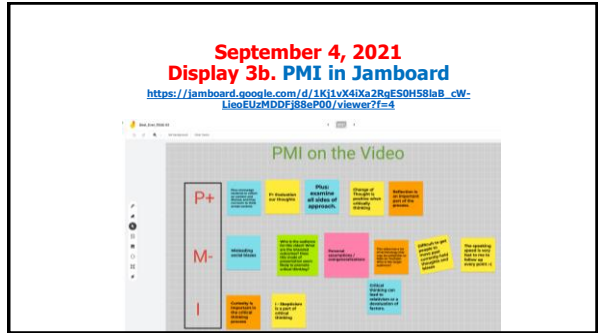 September 4, 2021
Display 3b. PMI in Jamboard
https://jamboard.google.com/d/1Kj1vX4iXa2RgES0H58laB_cW-
LieoEUzMDDFj88eP00/viewer?f=4
PMI on the Video
P+
P+ Evaluation
our thoughts
Plus:
examine
all sides of
approach.
Change of
Thought is
positive when
critically
thinking
Reflection is
an important
part of the
process.
M-
Misleading
social issues
Personal
assumptions /
Difficult to get
people to
move past
currently held
thoughts and
biases
The speaking
speed is very
fast to me to
follow up
every point :-(
I
Curiosity is
important in
the critical
thinking
process
I - Skepticism
is a part of
critical
thinking
Critical
thinking can
lead to
relativism or a
devaluation of
factors.